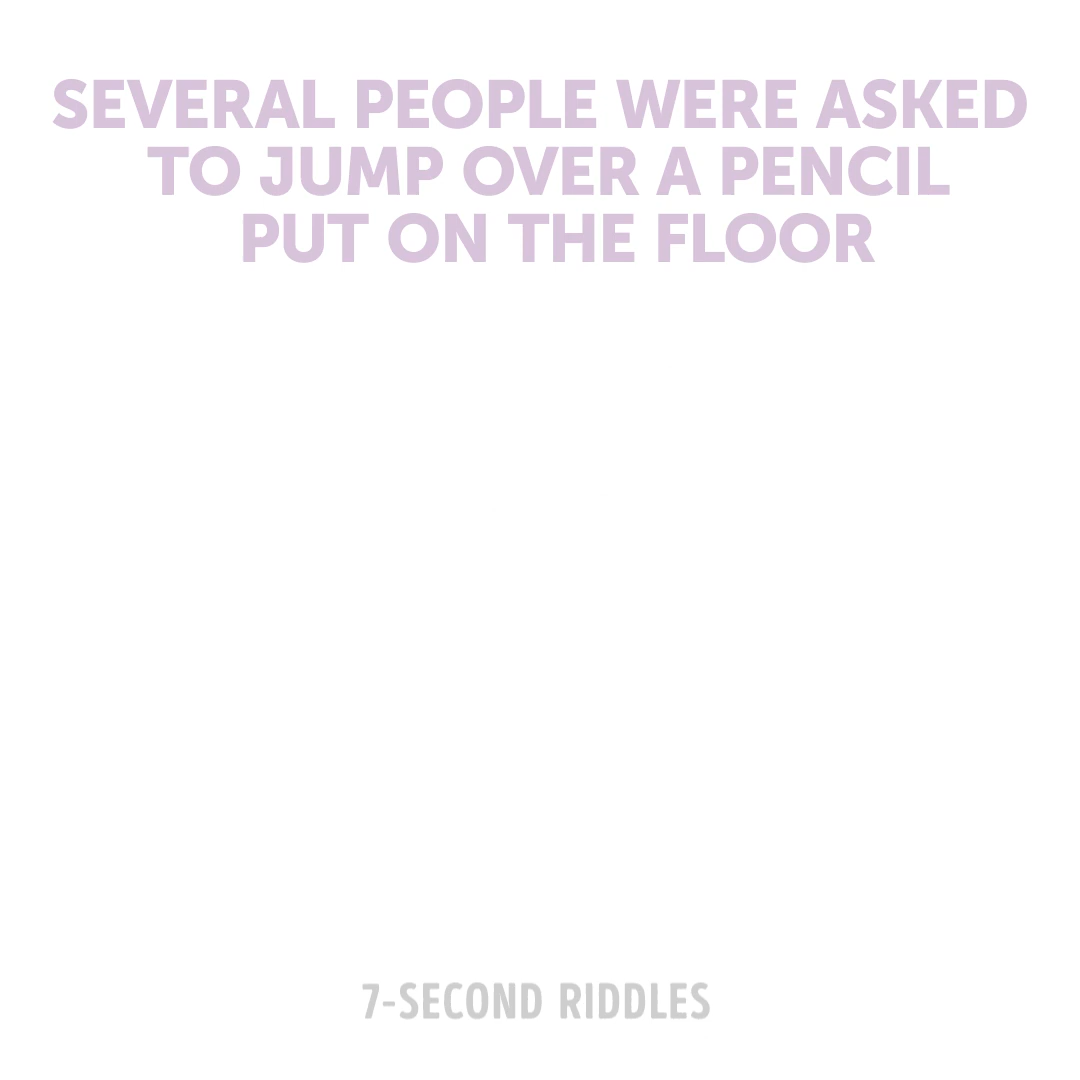 SEVERAL PEOPLE WERE ASKED
TO JUMP OVER A PENCIL
PUT ON THE FLOOR
7-SECOND RIDDLES